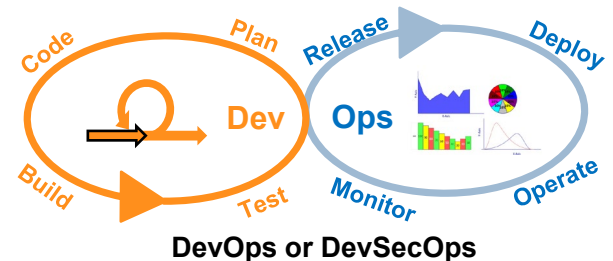 Plan
Code
Dev
Build
Test
Release
Deploy
Ops
Monitor
Operate
DevOps or DevSecOps